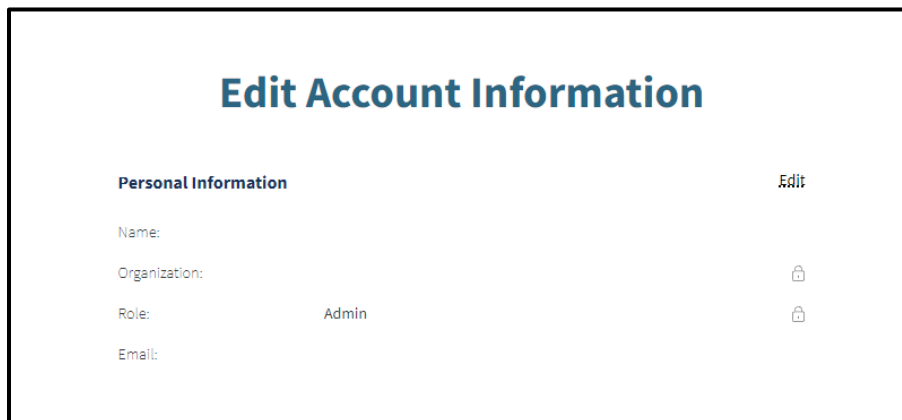 Edit Account Information
Personal Information Edit
Name:
Organization:
Role: Admin
Email: